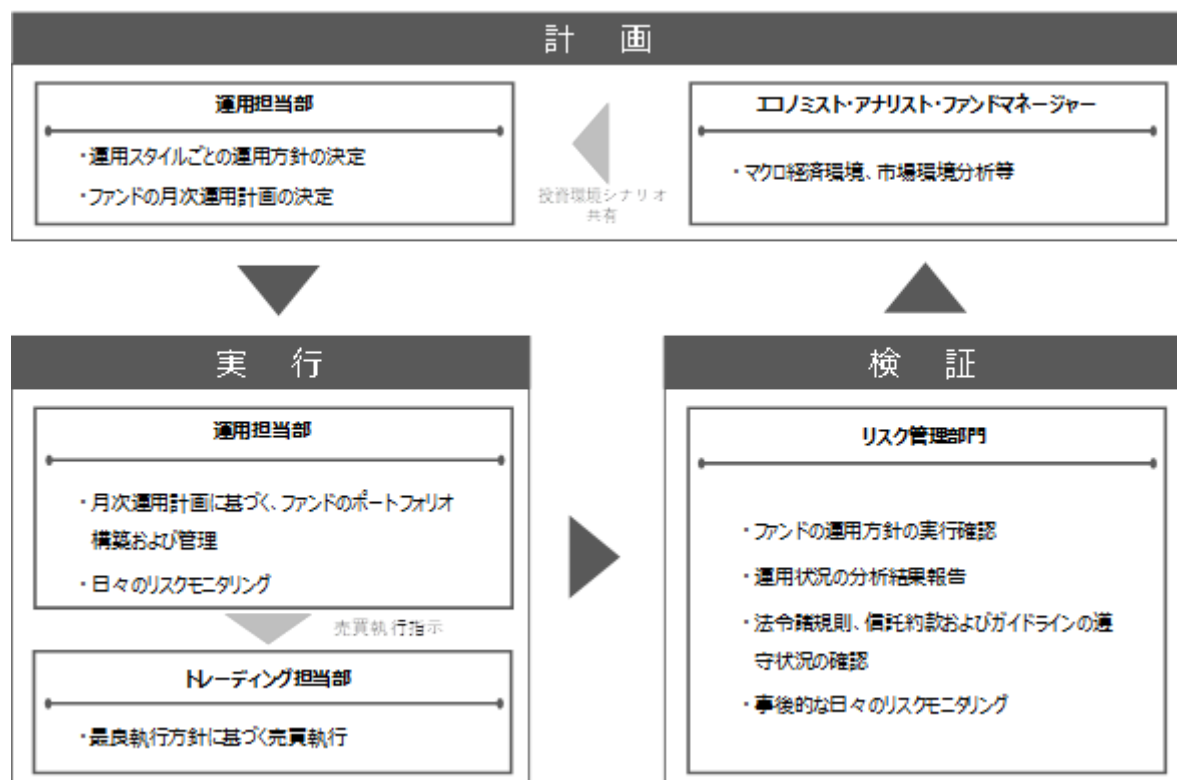 計 画
運用担当部
・運用スタイルごとの運用方針の決定
・ファンドの月次運用計画の決定
投資環境シナリオ
共有
エコノミスト・アナリスト・ファンドマネージャー
・マクロ経済環境、市場環境分析等
実 行
運用担当部
・月次運用計画に基づく、ファンドのポートフォリオ
構築および管理
・日々のリスクモニタリング
売買執行指示
トレーディング担当部
・最良執行方針に基づく売買執行
検 証
リスク管理部門
・ファンドの運用方針の実行確認
・運用状況の分析結果報告
・法令諸規則、信託約款およびガイドラインの遵
守状況の確認
・事後的な日々のリスクモニタリング